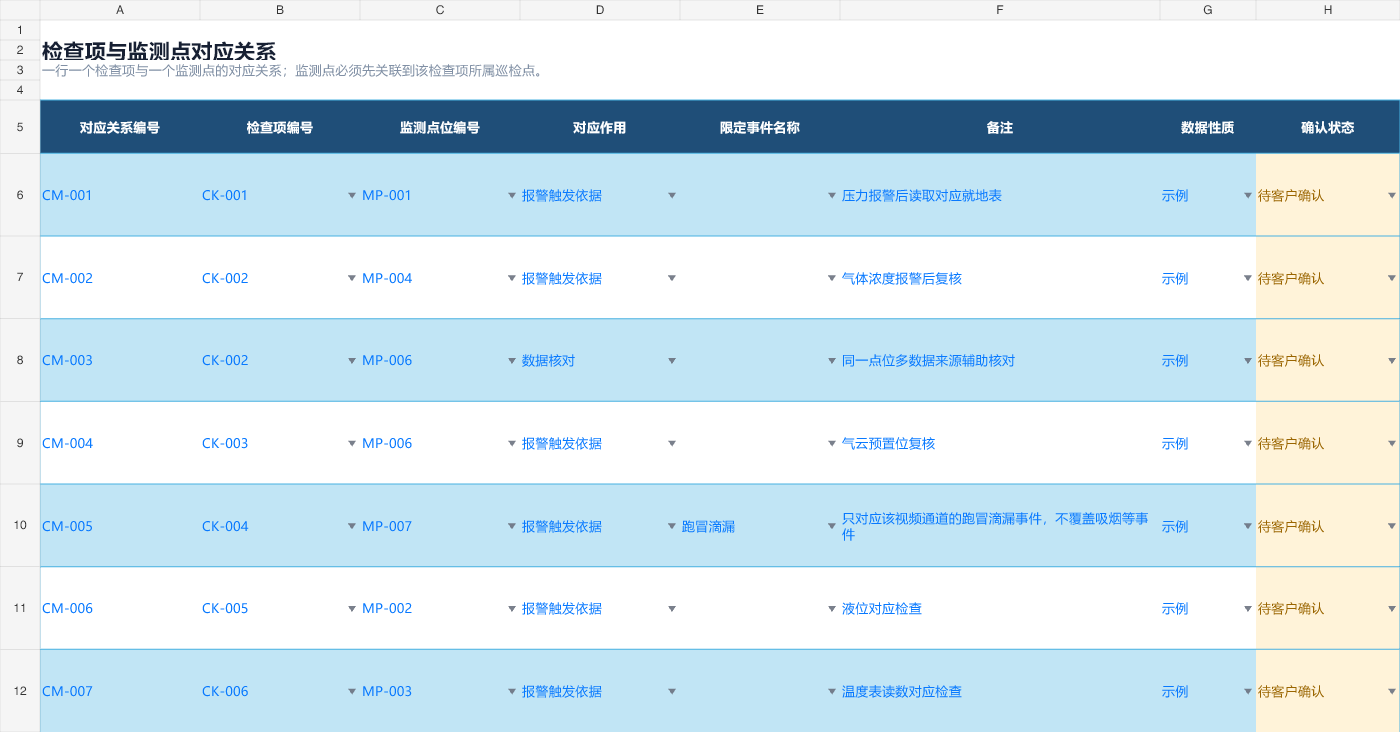 A B C D E F G H
1
2 检查项与监测点对应关系
3 一行一个检查项与一个监测点的对应关系；监测点必须先关联到该检查项所属巡检点。
4
5 对应关系编号 检查项编号 监测点位编号 对应作用 限定事件名称 备注 数据性质 确认状态
6 CM-001 CK-001 MP-001 报警触发依据 压力报警后读取对应就地表 示例 待客户确认
7 CM-002 CK-002 MP-004 报警触发依据 气体浓度报警后复核 示例 待客户确认
8 CM-003 CK-002 MP-006 数据核对 同一点位多数据来源辅助核对 示例 待客户确认
9 CM-004 CK-003 MP-006 报警触发依据 气云预置位复核 示例 待客户确认
10 CM-005 CK-004 MP-007 报警触发依据 跑冒滴漏 只对应该视频通道的跑冒滴漏事件，不覆盖吸烟等事 示例 待客户确认
件
11 CM-006 CK-005 MP-002 报警触发依据 液位对应检查 示例 待客户确认
12 CM-007 CK-006 MP-003 报警触发依据 温度表读数对应检查 示例 待客户确认